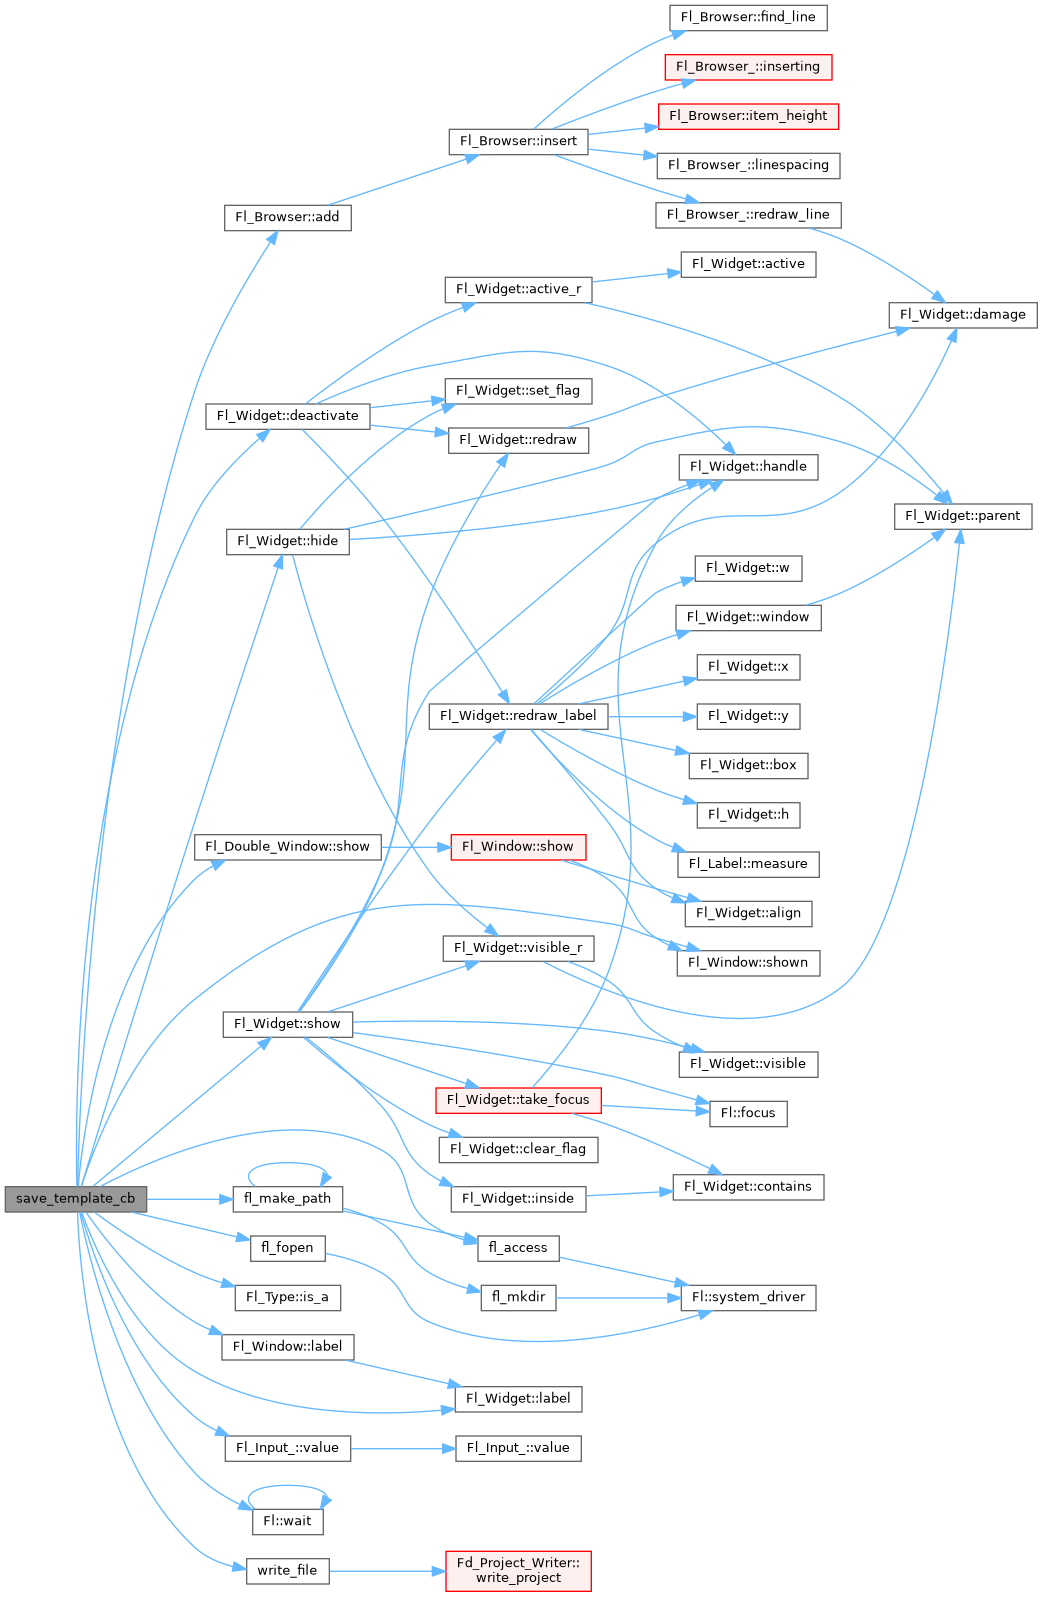 Fl_Browser::find_line
Fl_Browser_::inserting
Fl_Browser::item_height
Fl_Browser::insert
Fl_Browser_::linespacing
Fl_Browser::add
Fl_Browser_::redraw_line
Fl_Widget::active
Fl_Widget::active_r
Fl_Widget::damage
Fl_Widget::set_flag
Fl_Widget::deactivate
Fl_Widget::redraw
Fl_Widget::handle
Fl_Widget::parent
Fl_Widget::hide
Fl_Widget::w
Fl_Widget::window
Fl_Widget::x
Fl_Widget::redraw_label
Fl_Widget::y
Fl_Widget::box
Fl_Widget::h
Fl_Double_Window::show
Fl_Window::show
Fl_Label::measure
Fl_Widget::align
Fl_Widget::visible_r
Fl_Window::shown
Fl_Widget::show
Fl_Widget::visible
Fl_Widget::take_focus
Fl::focus
Fl_Widget::clear_flag
Fl_Widget::contains
save_template_cb
fl_make_path
Fl_Widget::inside
fl_fopen
fl_access
Fl_Type::is_a
fl_mkdir
Fl::system_driver
Fl_Window::label
Fl_Widget::label
Fl_Input_::value
Fl_Input_::value
Fl::wait
write_file
Fd_Project_Writer::
write_project